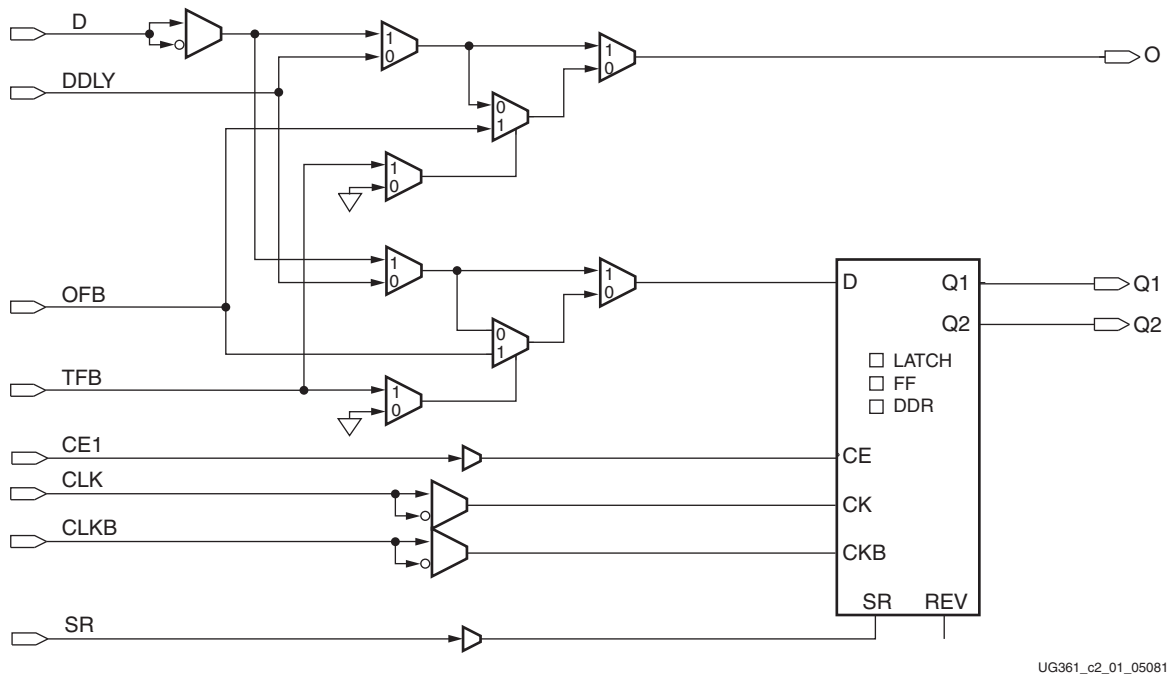 D
1
0
1
0
O
DDLY
0
1
1
0
1
0
1
0
D
Q1
Q1
OFB
Q2
Q2
0
1
LATCH
FF
DDR
TFB
1
0
CE1
CE
CLK
CK
CLKB
CKB
SR
REV
SR
UG361_c2_01_05081